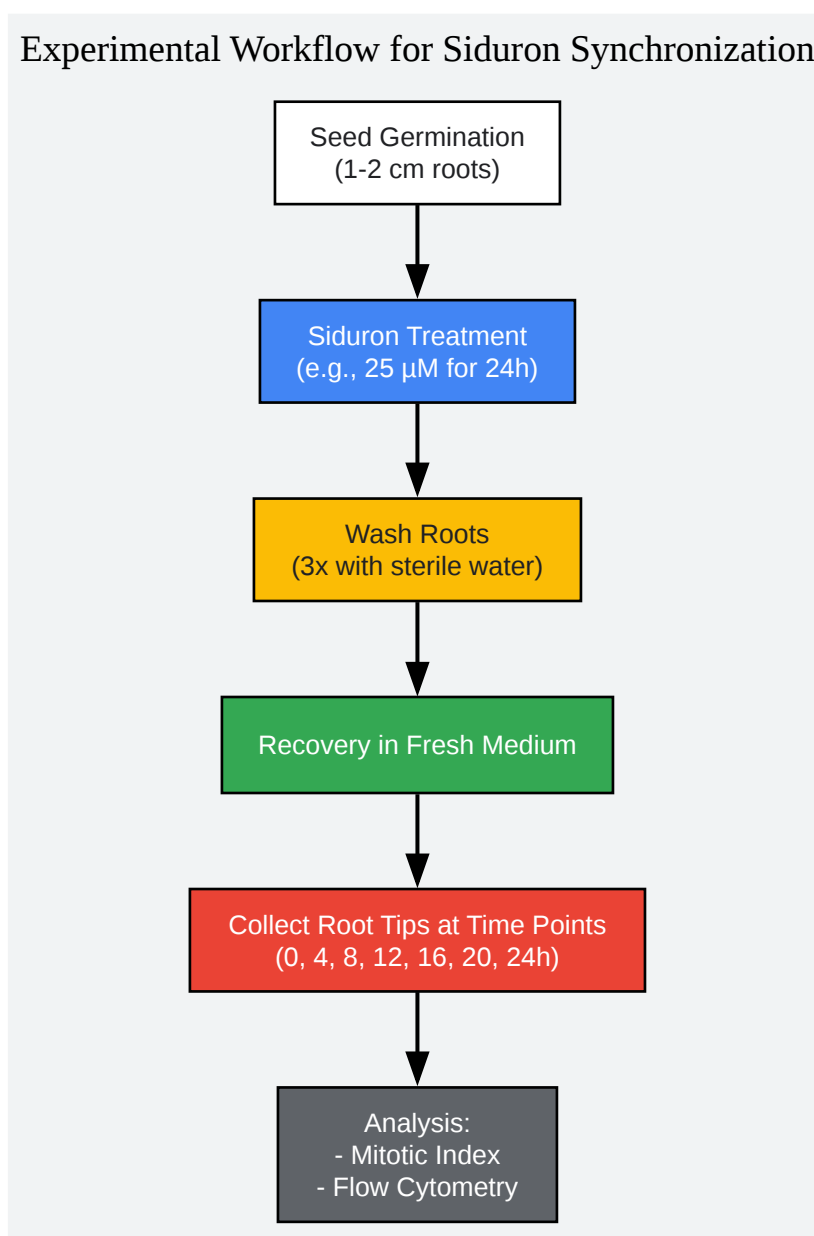 Experimental Workflow for Siduron Synchronization
Seed Germination
(1-2 cm roots)
Siduron Treatment
(e.g., 25 µM for 24h)
Wash Roots
(3x with sterile water)
Recovery in Fresh Medium
Collect Root Tips at Time Points
(0, 4, 8, 12, 16, 20, 24h)
Analysis:
- Mitotic Index
- Flow Cytometry